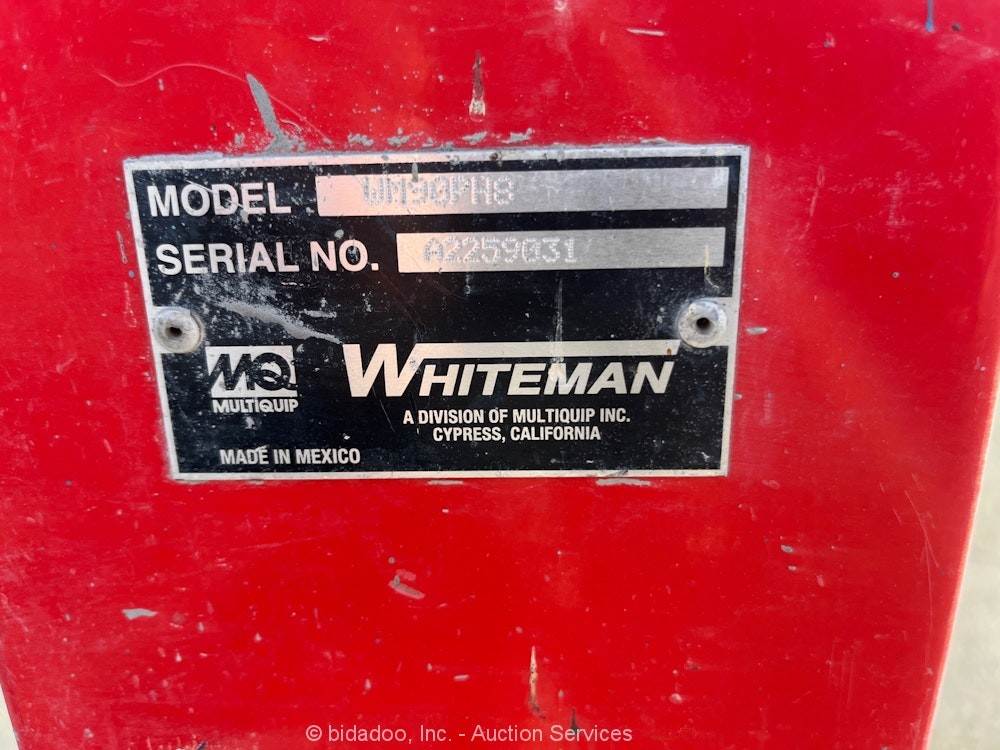 MODEL WM90PH8
SERIAL NO. A2259031
MQ
MULTIQUIP
WHITEMAN
A DIVISION OF MULTIQUIP INC.
CYPRESS, CALIFORNIA
MADE IN MEXICO
© bidadoo, Inc. - Auction Services